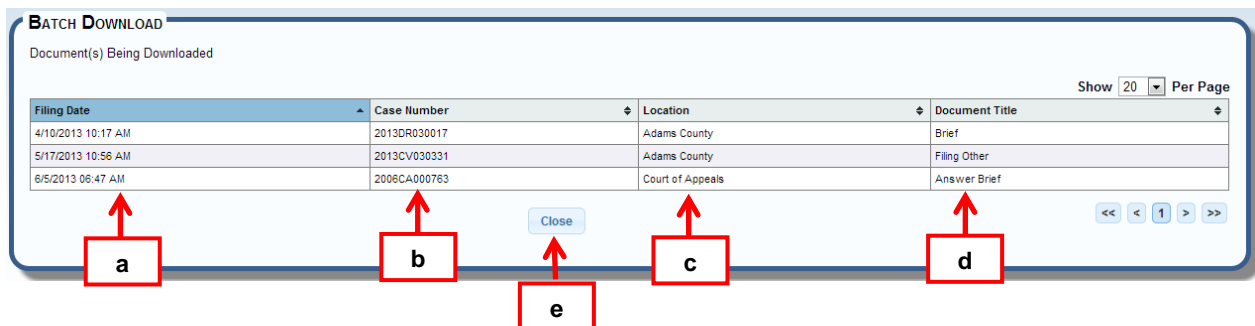 BATCH DOWNLOAD
Document(s) Being Downloaded
Show 20 Per Page
Filing Date Case Number Location Document Title
4/10/2013 10:17 AM 2013DR030017 Adams County Brief
5/17/2013 10:56 AM 2013CV030331 Adams County Filing Other
6/5/2013 06:47 AM 2006CA000763 Court of Appeals Answer Brief
Close << < 1 > >>
a b c d
e